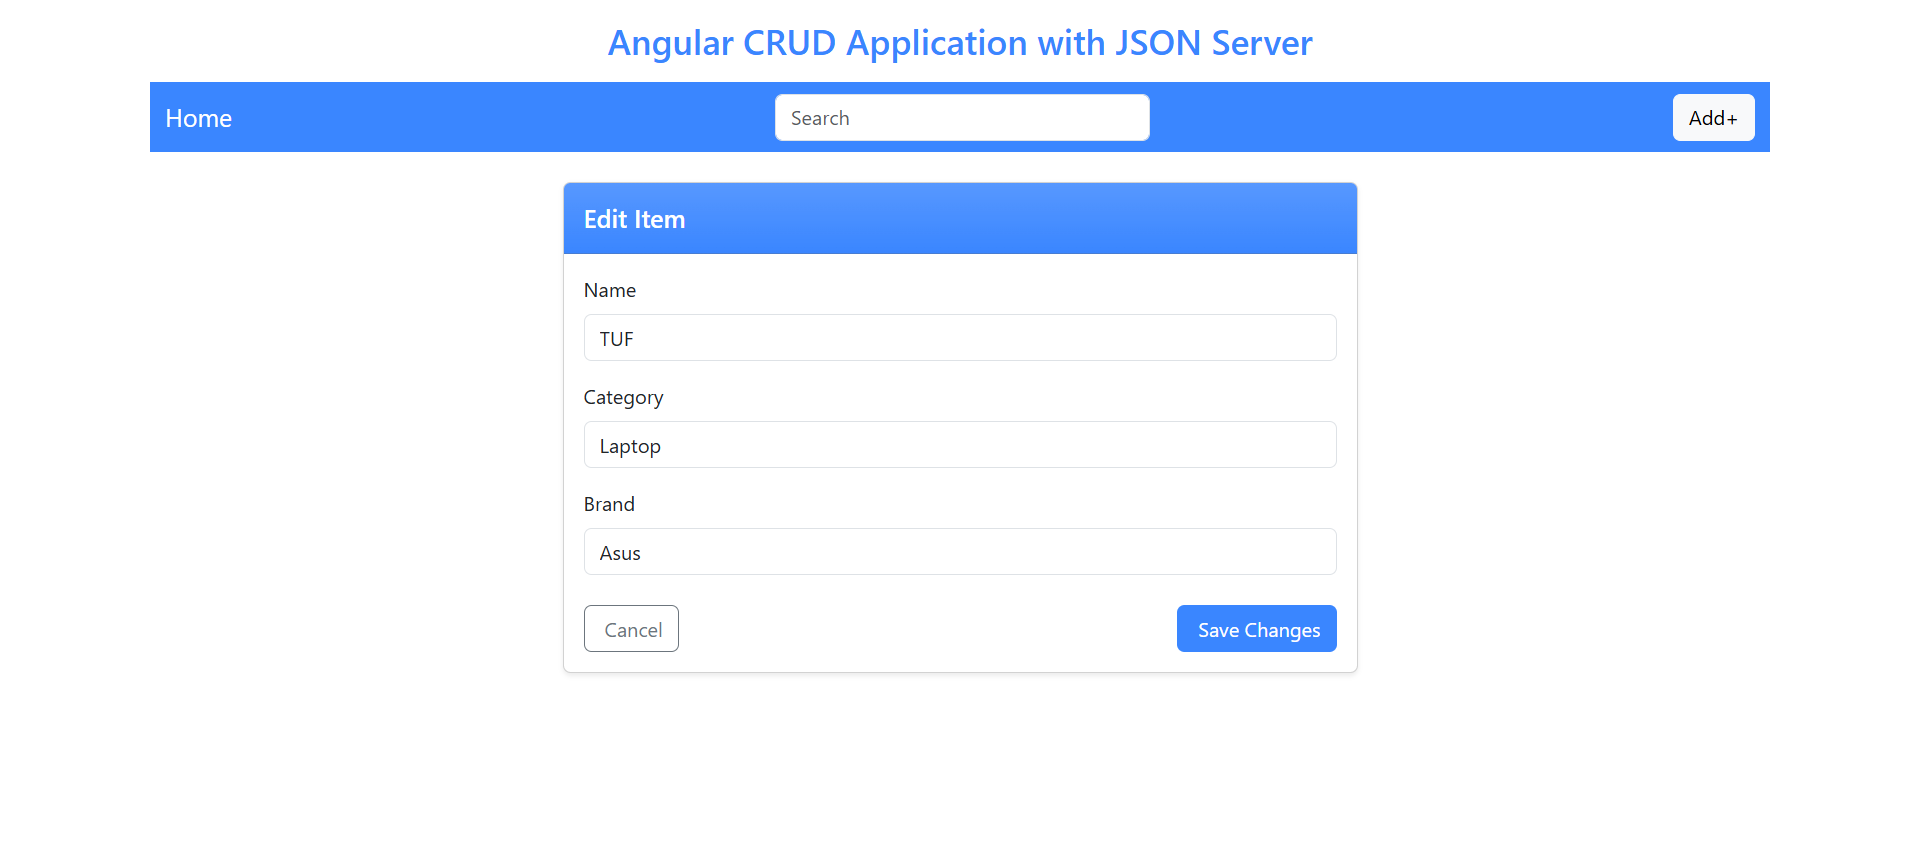 Angular CRUD Application with JSON Server
Home Search Add+
Edit Item
Name
TUF
Category
Laptop
Brand
Asus
Cancel Save Changes